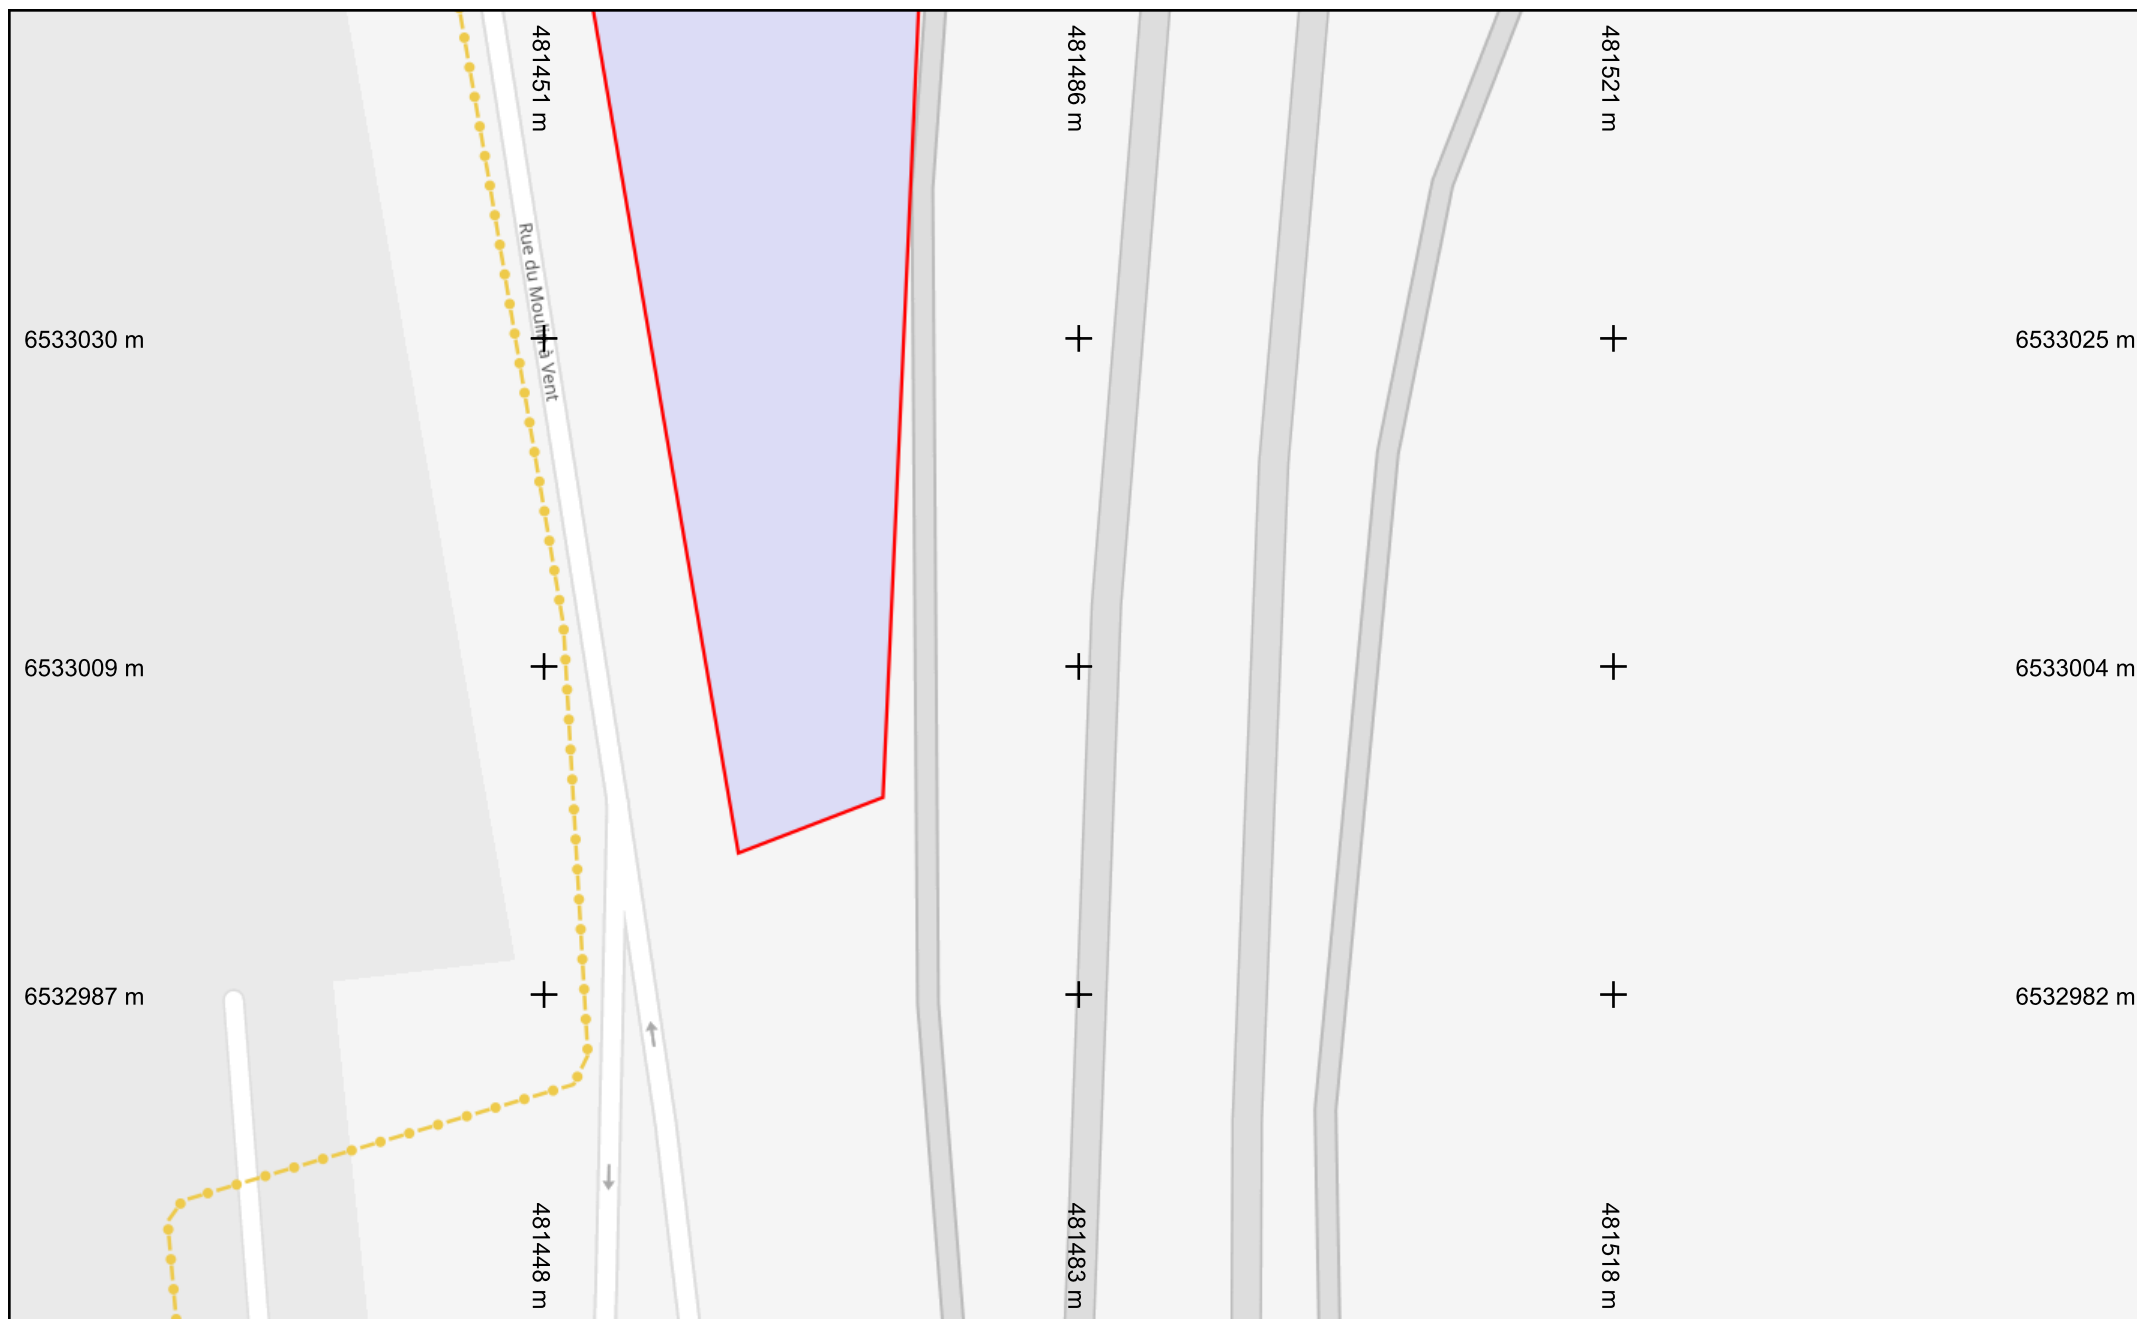 481451 m
481486 m
481521 m
Rue du Moulin à Vent
6533030 m
6533025 m
6533009 m
6533004 m
6532987 m
6532982 m
481448 m
481483 m
481518 m